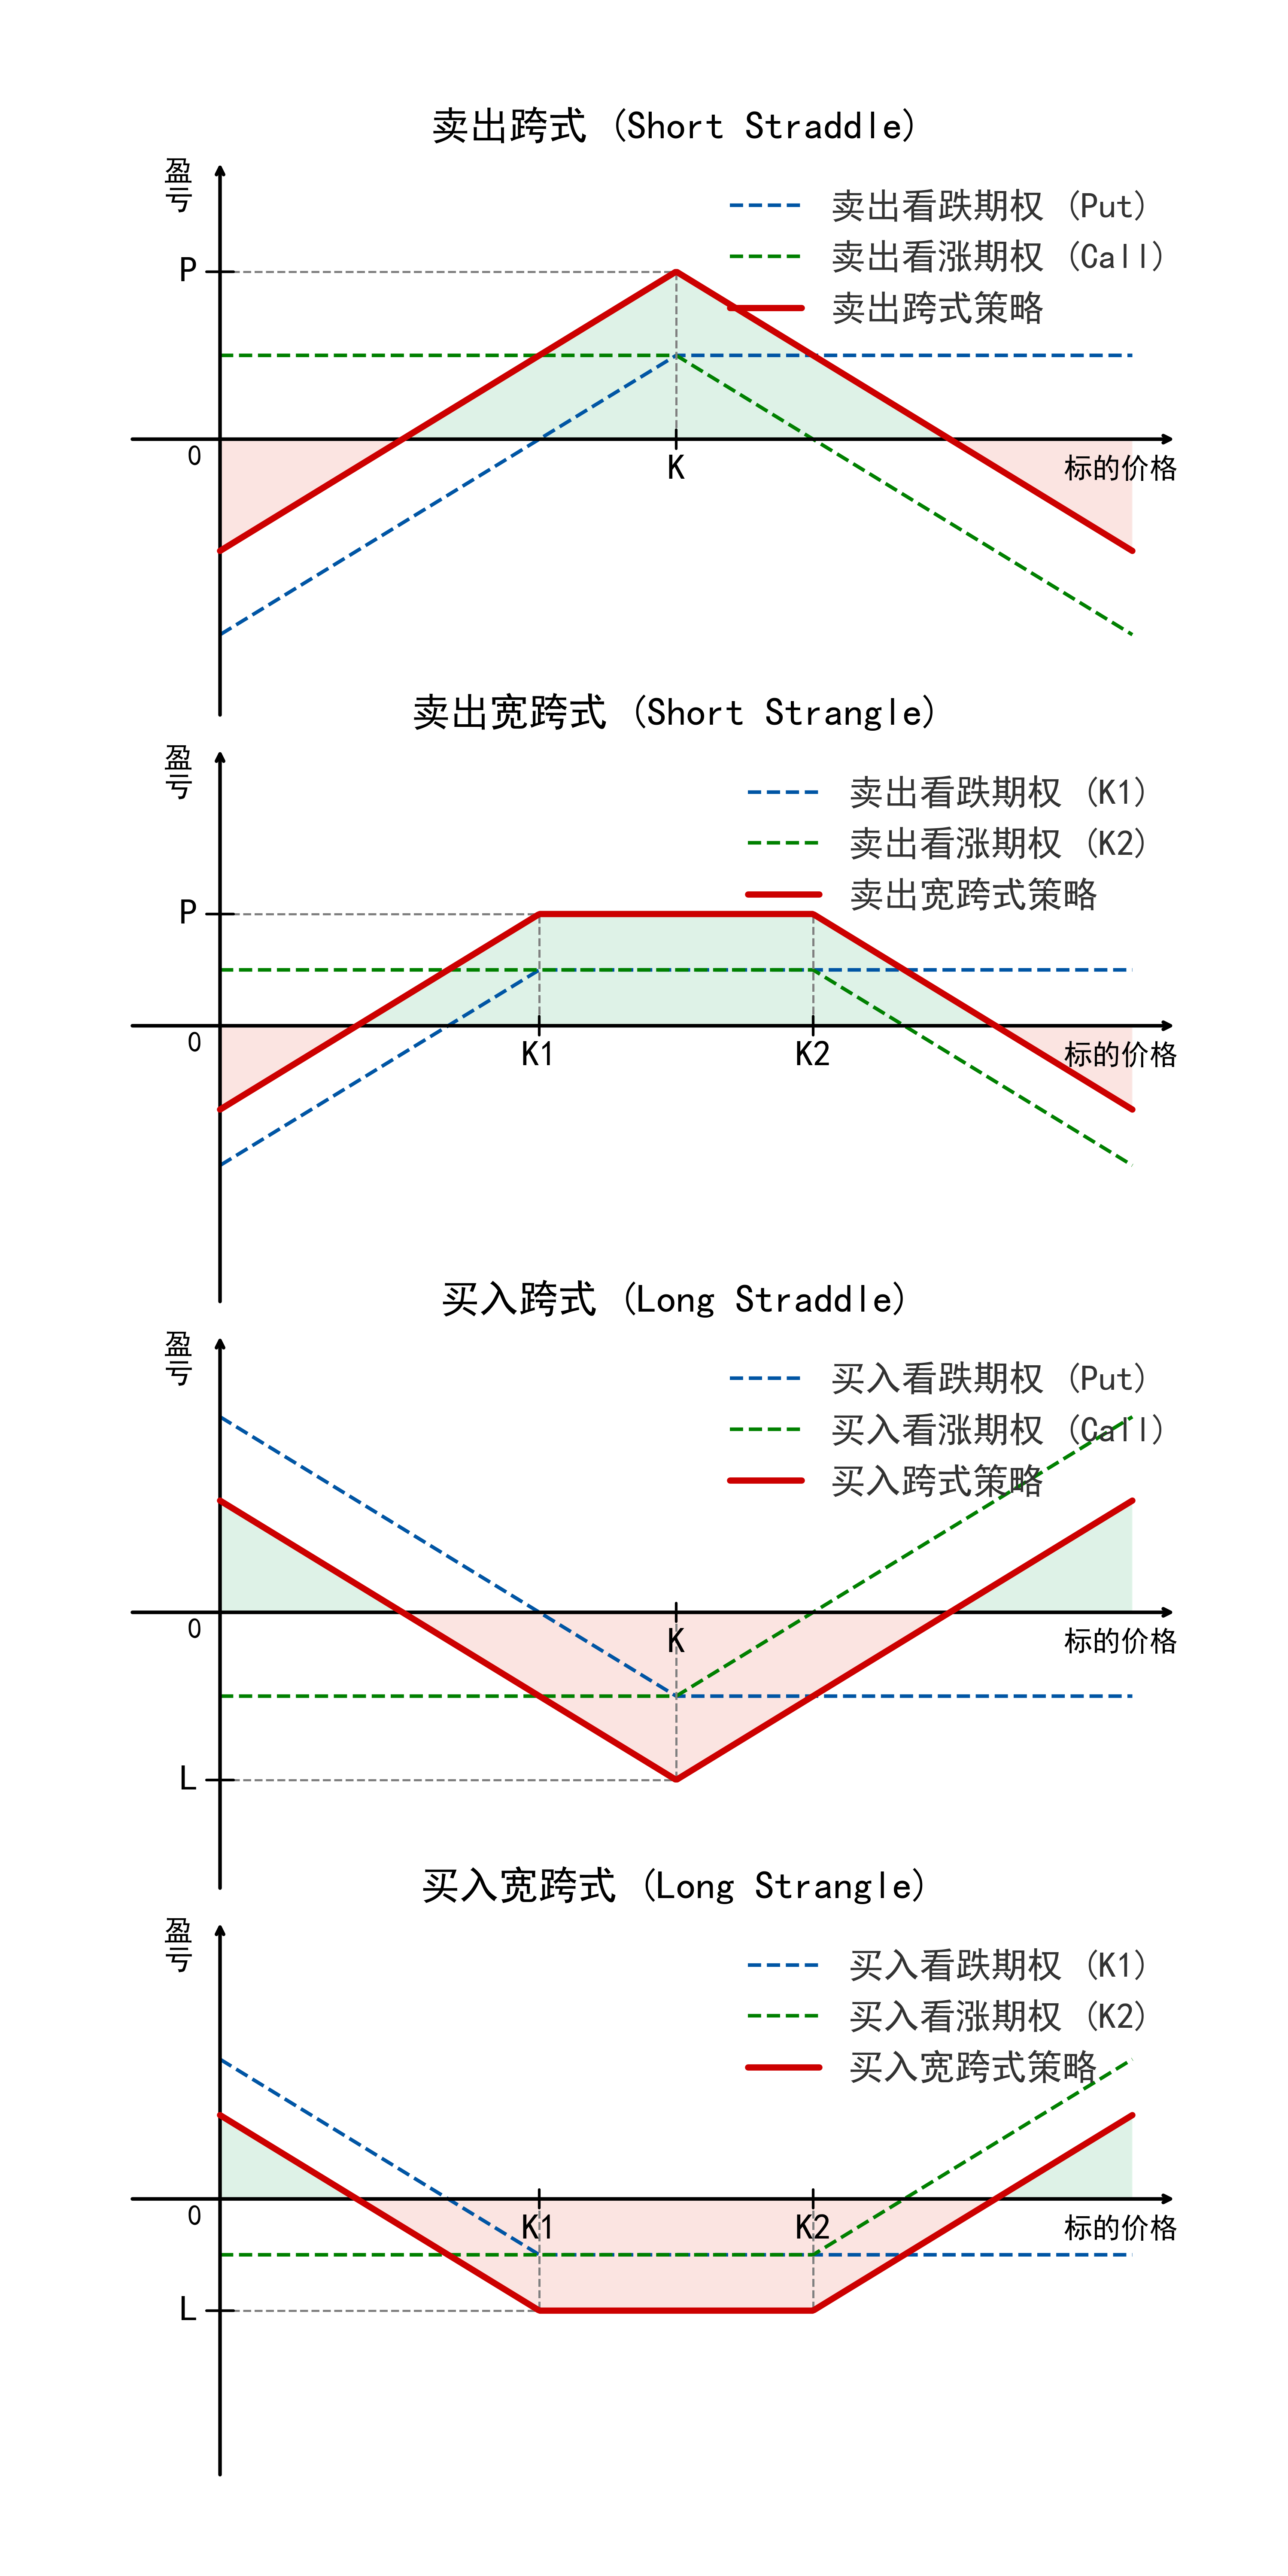 卖出跨式 (Short Straddle)
盈亏
卖出看跌期权 (Put)
卖出看涨期权 (Call)
卖出跨式策略
P
0
K
标的价格
卖出宽跨式 (Short Strangle)
盈亏
卖出看跌期权 (K1)
卖出看涨期权 (K2)
卖出宽跨式策略
P
0
K1
K2
标的价格
买入跨式 (Long Straddle)
盈亏
买入看跌期权 (Put)
买入看涨期权 (Call)
买入跨式策略
0
K
标的价格
L
买入宽跨式 (Long Strangle)
盈亏
买入看跌期权 (K1)
买入看涨期权 (K2)
买入宽跨式策略
0
K1
K2
标的价格
L